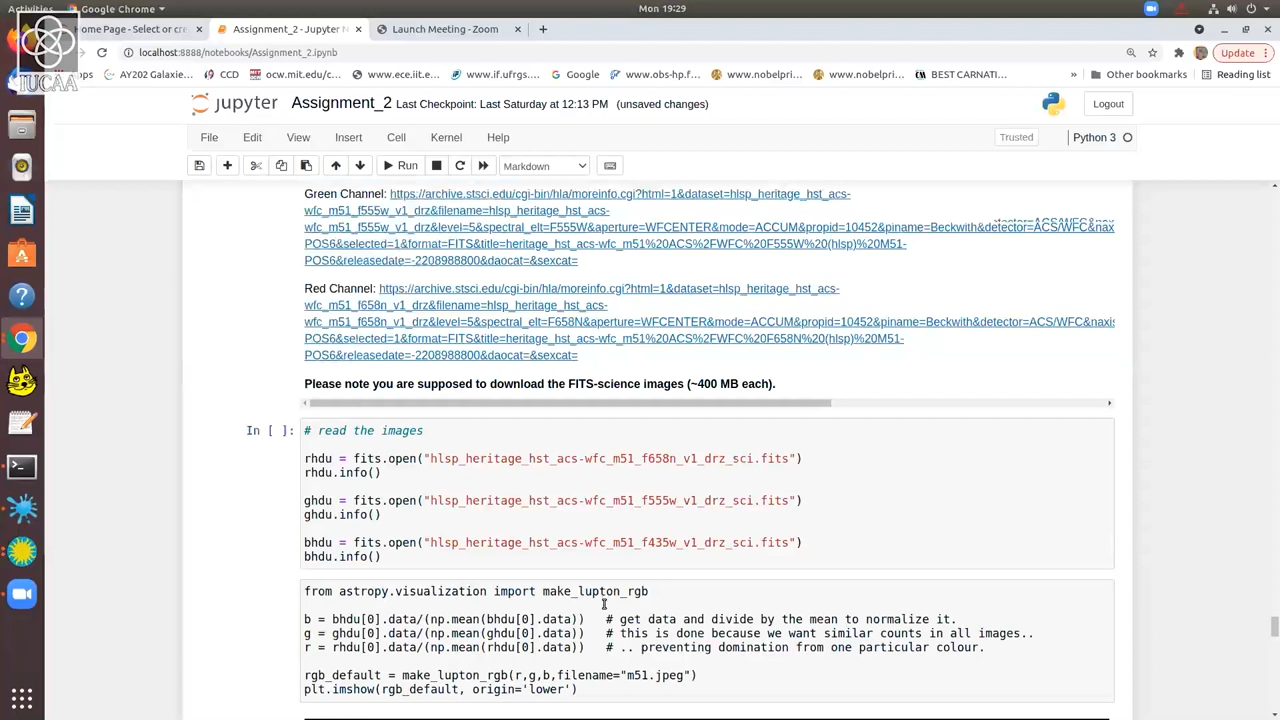 Google Chrome
Mon 19:29
Home Page - Select or cre
Assignment_2 - Jupyter N
Launch Meeting - Zoom
localhost:8888/notebooks/Assignment_2.ipynb
Update
IUCAA
AY202 Galaxie…
CCD
ocw.mit.edu/c…
www.ece.iit.e…
www.if.ufrgs.…
Google
www.obs-hp.f…
www.nobelpri…
www.nobelpri…
BEST CARNATI…
»
Other bookmarks
Reading list
jupyter
Assignment_2
Last Checkpoint: Last Saturday at 12:13 PM (unsaved changes)
Logout
File
Edit
View
Insert
Cell
Kernel
Help
Trusted
Python 3
Run
Markdown
Green Channel: https://archive.stsci.edu/cgi-bin/hla/moreinfo.cgi?html=1&dataset=hlsp_heritage_hst_acs-
wfc_m51_f555w_v1_drz&filename=hlsp_heritage_hst_acs-
wfc_m51_f555w_v1_drz&level=5&spectral_elt=F555W&aperture=WFCENTER&mode=ACCUM&propid=10452&piname=Beckwith&detector=ACS/WFC&nax
POS6&selected=1&format=FITS&title=heritage_hst_acs-wfc_m51%20ACS%2FWFC%20F555W%20(hlsp)%20M51-
POS6&releasedate=-2208988800&daocat=&sexcat=
Red Channel: https://archive.stsci.edu/cgi-bin/hla/moreinfo.cgi?html=1&dataset=hlsp_heritage_hst_acs-
wfc_m51_f658n_v1_drz&filename=hlsp_heritage_hst_acs-
wfc_m51_f658n_v1_drz&level=5&spectral_elt=F658N&aperture=WFCENTER&mode=ACCUM&propid=10452&piname=Beckwith&detector=ACS/WFC&naxis
POS6&selected=1&format=FITS&title=heritage_hst_acs-wfc_m51%20ACS%2FWFC%20F658N%20(hlsp)%20M51-
POS6&releasedate=-2208988800&daocat=&sexcat=
Please note you are supposed to download the FITS-science images (~400 MB each).
In [ ]:
# read the images
rhdu = fits.open("hlsp_heritage_hst_acs-wfc_m51_f658n_v1_drz_sci.fits")
rhdu.info()
ghdu = fits.open("hlsp_heritage_hst_acs-wfc_m51_f555w_v1_drz_sci.fits")
ghdu.info()
bhdu = fits.open("hlsp_heritage_hst_acs-wfc_m51_f435w_v1_drz_sci.fits")
bhdu.info()
from astropy.visualization import make_lupton_rgb
b = bhdu[0].data/(np.mean(bhdu[0].data)) # get data and divide by the mean to normalize it.
g = ghdu[0].data/(np.mean(ghdu[0].data)) # this is done because we want similar counts in all images..
r = rhdu[0].data/(np.mean(rhdu[0].data)) # .. preventing domination from one particular colour.
rgb_default = make_lupton_rgb(r,g,b,filename="m51.jpeg")
plt.imshow(rgb_default, origin='lower')